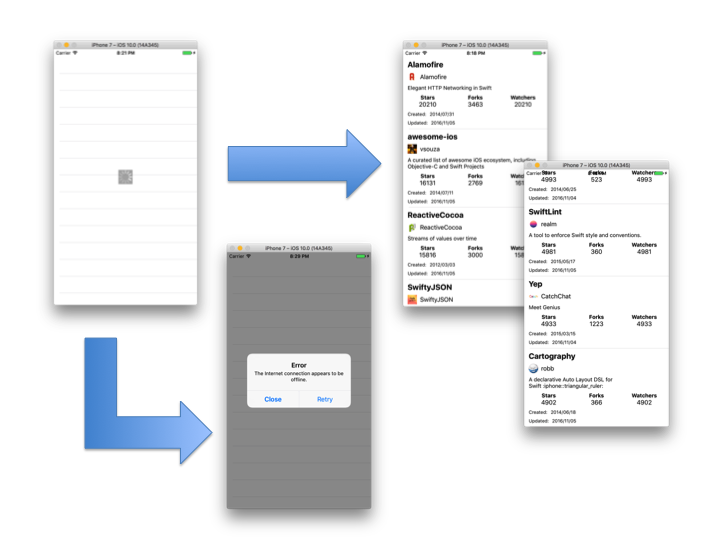 iPhone 7 – iOS 10.0 (14A345)
Carrier 8:21 PM
iPhone 7 – iOS 10.0 (14A345)
Carrier 8:18 PM
Alamofire
Alamofire
Elegant HTTP Networking in Swift
Stars Forks Watchers
20210 3463 20210
Created: 2014/07/31
Updated: 2016/11/05
awesome-ios
vsouza
A curated list of awesome iOS ecosystem, including
Objective-C and Swift Projects
Stars Forks
16131 2769
Created: 2014/07/11
Updated: 2016/11/05
ReactiveCocoa
ReactiveCocoa
Streams of values over time
Stars Forks
15816 3000
Created: 2012/03/03
Updated: 2016/11/05
SwiftyJSON
SwiftyJSON
iPhone 7 – iOS 10.0 (14A345)
Carrier Stars Watchers
4993 523 4993
Created: 2014/06/25
Updated: 2016/11/04
SwiftLint
realm
A tool to enforce Swift style and conventions.
Stars Forks Watchers
4981 360 4981
Created: 2015/05/17
Updated: 2016/11/05
Yep
CatchChat
Meet Genius
Stars Forks Watchers
4933 1223 4933
Created: 2015/03/15
Updated: 2016/11/04
Cartography
robb
A declarative Auto Layout DSL for
Swift :iphone::triangular_ruler:
Stars Forks Watchers
4902 366 4902
Created: 2014/06/18
Updated: 2016/11/05
iPhone 7 – iOS 10.0 (14A345)
Carrier 8:29 PM
Error
The Internet connection appears to be
offline.
Close Retry